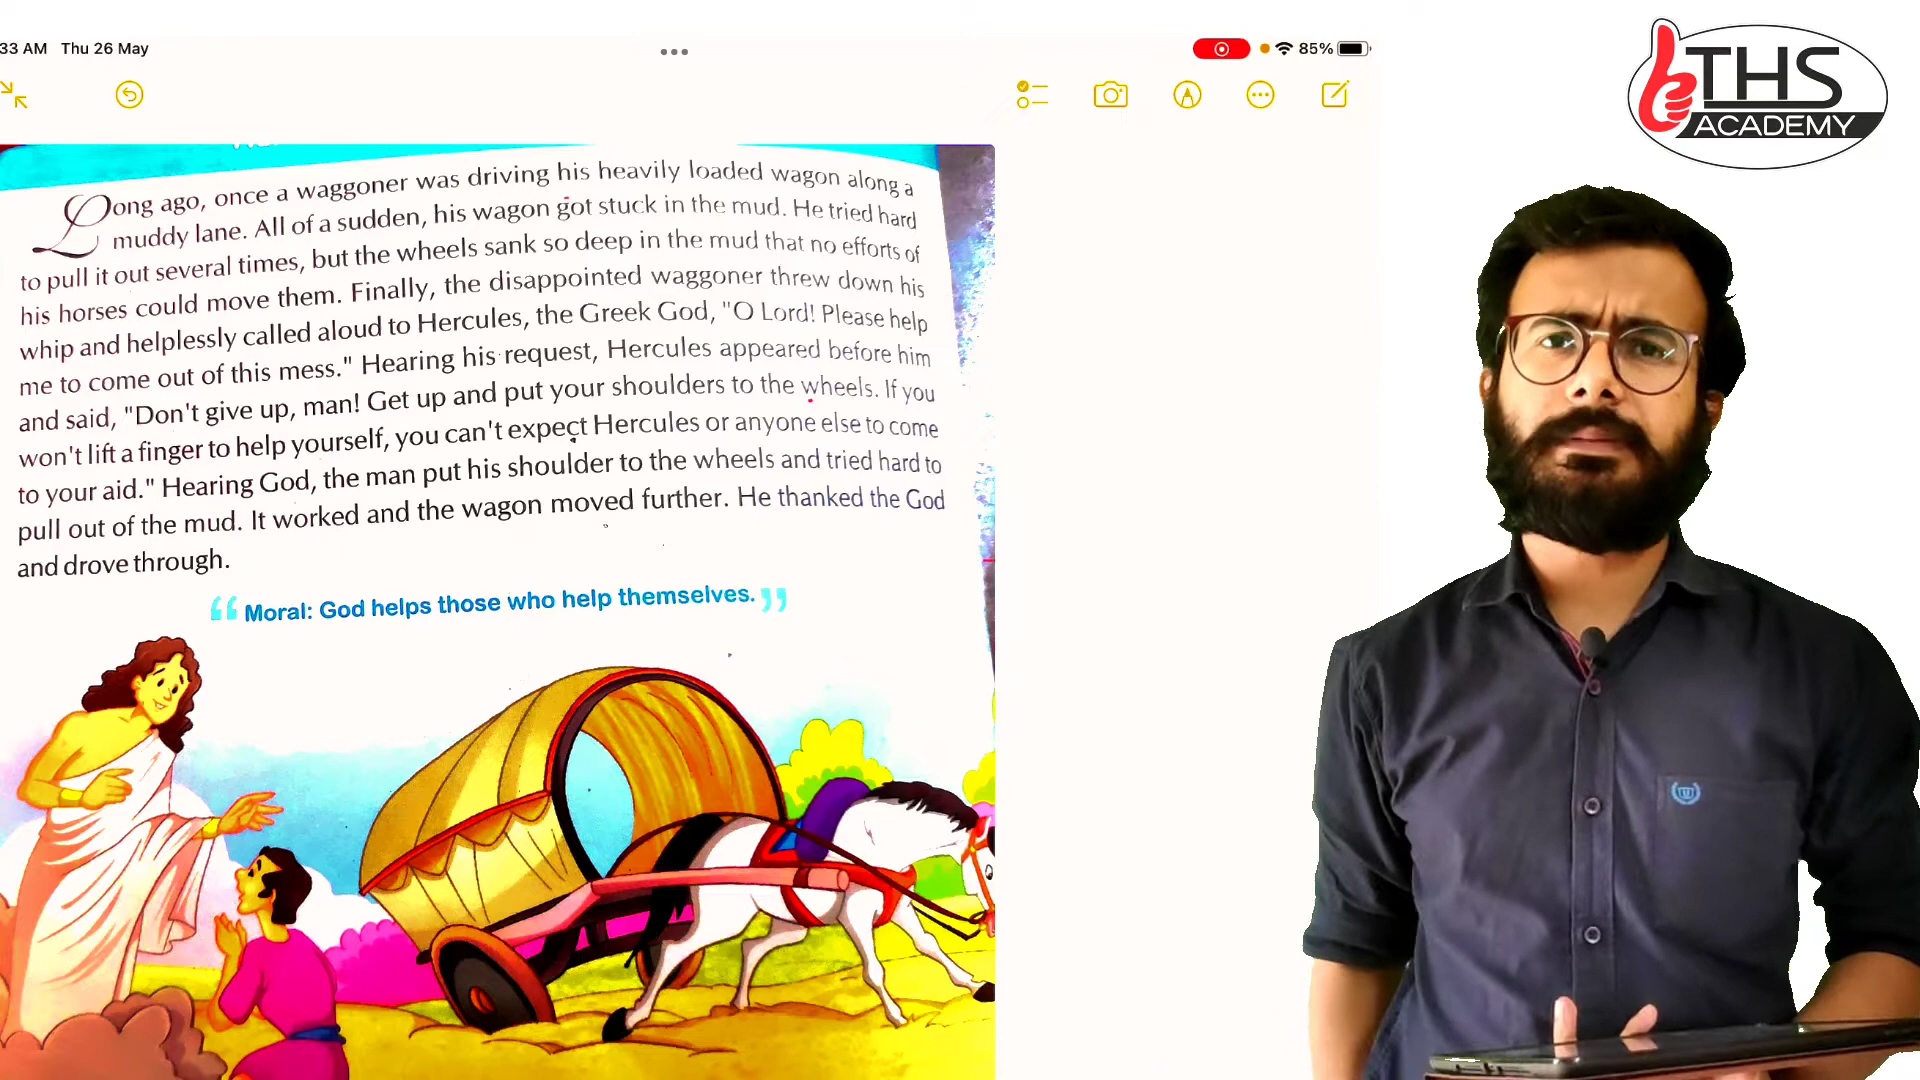 33 AM Thu 26 May
85%
THS
ACADEMY
Long ago, once a waggoner was driving his heavily loaded wagon along a
muddy lane. All of a sudden, his wagon got stuck in the mud. He tried hard
to pull it out several times, but the wheels sank so deep in the mud that no efforts of
his horses could move them. Finally, the disappointed waggoner threw down his
whip and helplessly called aloud to Hercules, the Greek God, "O Lord! Please help
me to come out of this mess." Hearing his request, Hercules appeared before him
and said, "Don't give up, man! Get up and put your shoulders to the wheels. If you
won't lift a finger to help yourself, you can't expect Hercules or anyone else to come
to your aid." Hearing God, the man put his shoulder to the wheels and tried hard to
pull out of the mud. It worked and the wagon moved further. He thanked the God
and drove through.
“Moral: God helps those who help themselves.”